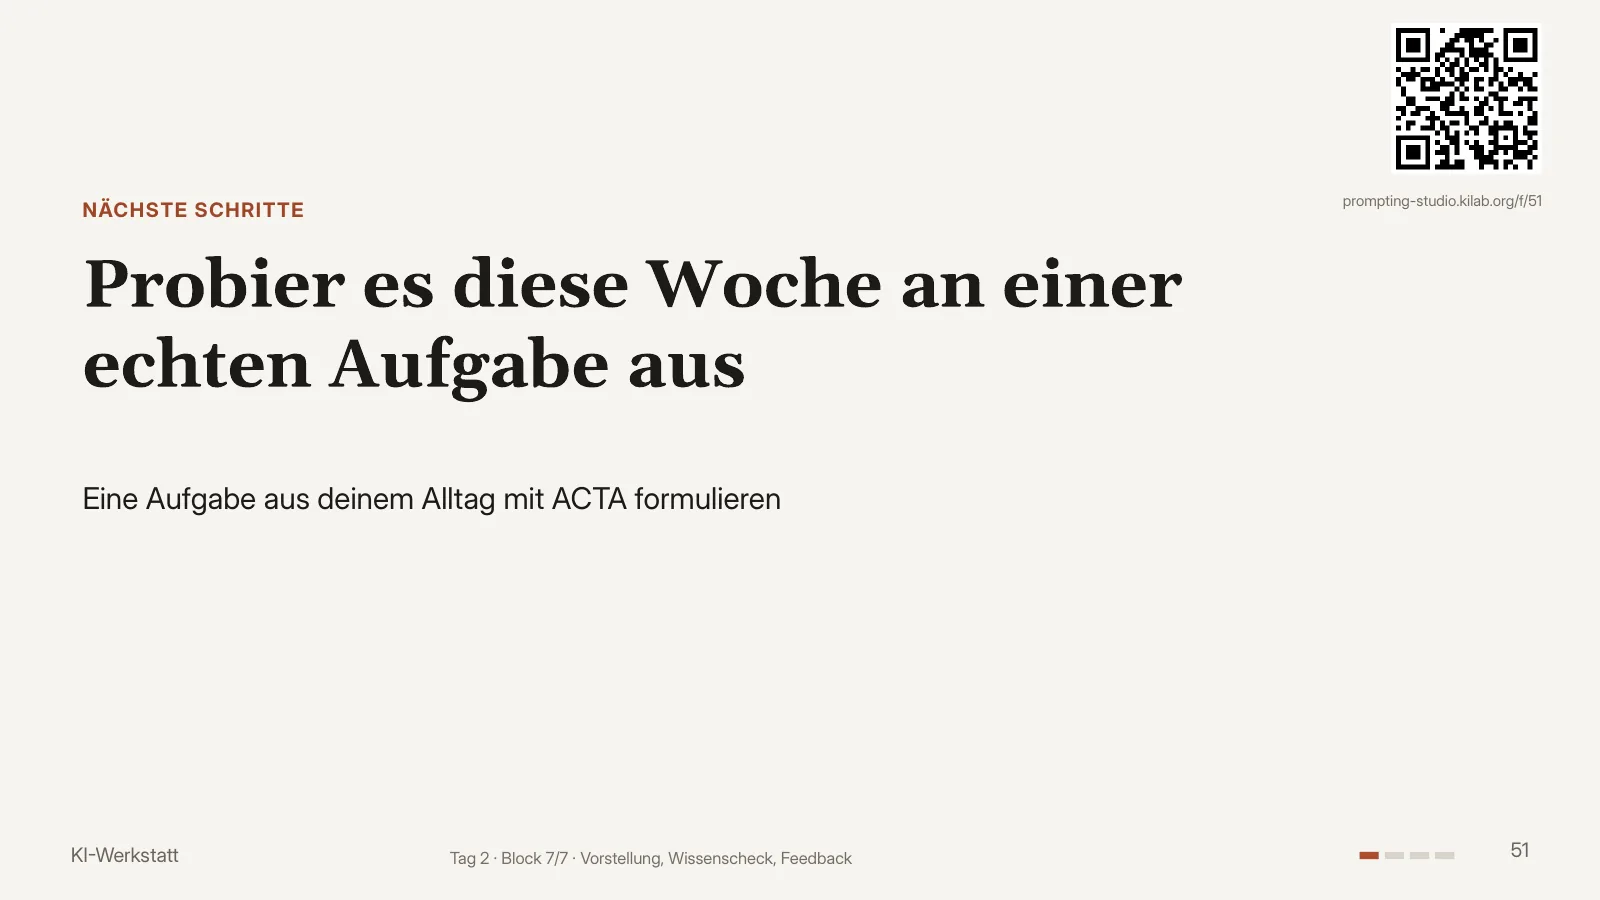 prompting-studio.kilab.org/f/51
NÄCHSTE SCHRITTE
Probier es diese Woche an einer
echten Aufgabe aus
Eine Aufgabe aus deinem Alltag mit ACTA formulieren
KI-Werkstatt
Tag 2 · Block 7/7 · Vorstellung, Wissenscheck, Feedback
51